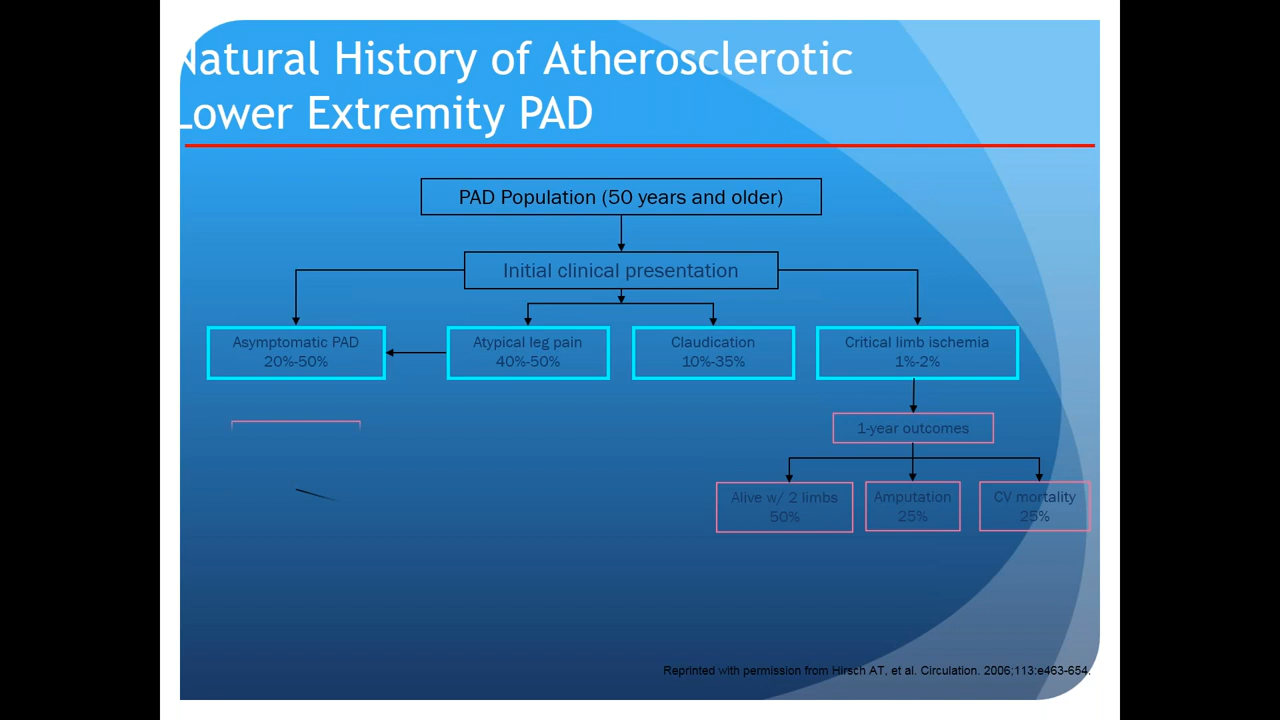 Natural History of Atherosclerotic
Lower Extremity PAD
PAD Population (50 years and older)
Initial clinical presentation
Asymptomatic PAD
20%-50%
Atypical leg pain
40%-50%
Claudication
10%-35%
Critical limb ischemia
1%-2%
1-year outcomes
Alive w/ 2 limbs
50%
Amputation
25%
CV mortality
25%
Reprinted with permission from Hirsch AT, et al. Circulation. 2006;113:e463-654.